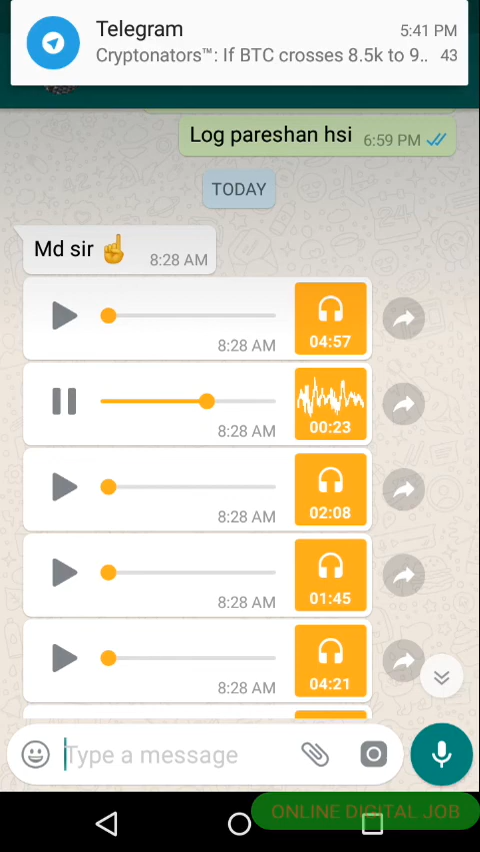 Telegram
5:41 PM
Cryptonators™: If BTC crosses 8.5k to 9.. 43
Log pareshan hsi 6:59 PM
TODAY
Md sir ☝ 8:28 AM
04:57
8:28 AM
00:23
8:28 AM
02:08
8:28 AM
01:45
8:28 AM
04:21
8:28 AM
Type a message
ONLINE DIGITAL JOB